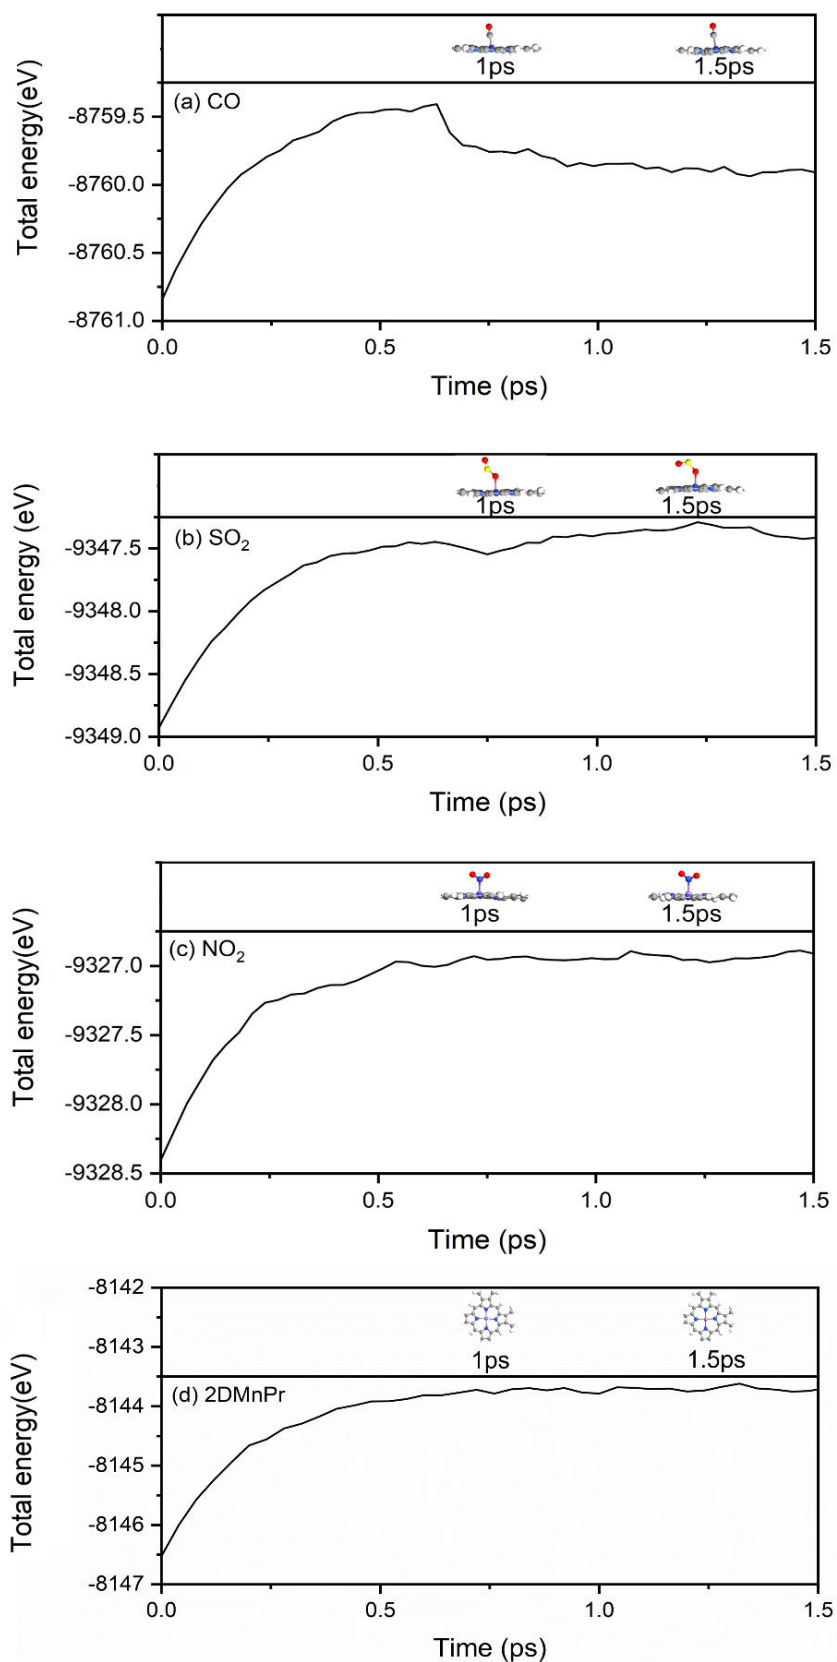 1ps 1.5ps
(a) CO
Total energy(eV)
-8759.5
-8760.0
-8760.5
-8761.0
0.0 0.5 1.0 1.5
Time (ps)
1ps 1.5ps
(b) SO2
Total energy (eV)
-9347.5
-9348.0
-9348.5
-9349.0
0.0 0.5 1.0 1.5
Time (ps)
1ps 1.5ps
(c) NO2
Total energy(eV)
-9327.0
-9327.5
-9328.0
-9328.5
0.0 0.5 1.0 1.5
Time (ps)
-8142
1ps 1.5ps
-8143
(d) 2DMnPr
Total energy(eV)
-8144
-8145
-8146
-8147
0.0 0.5 1.0 1.5
Time (ps)